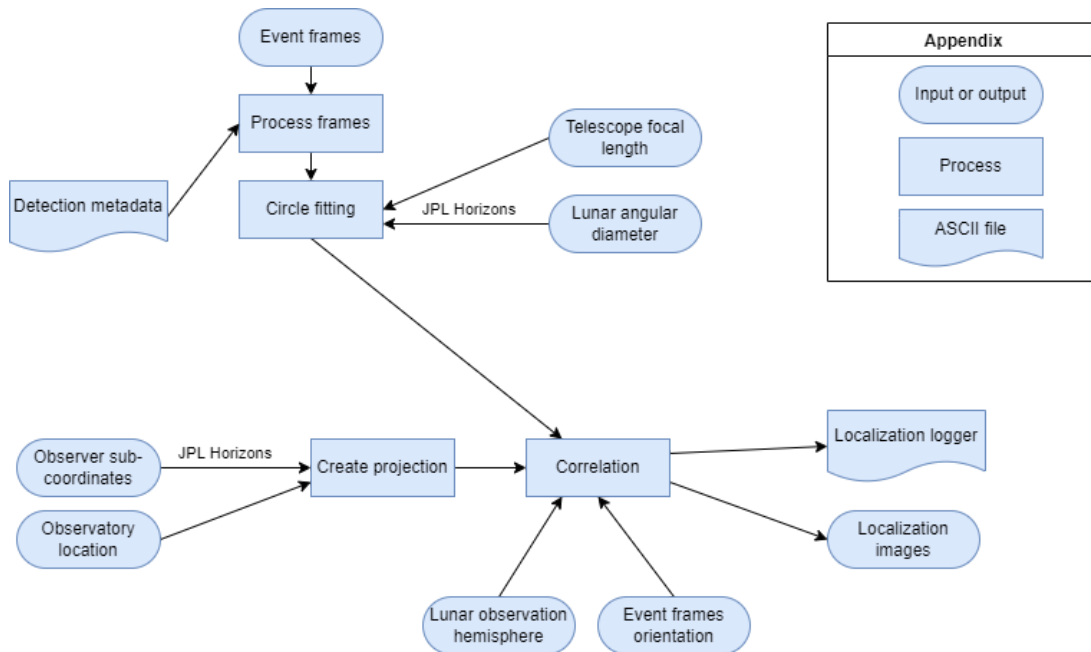 Event frames
Appendix
Input or output
Process frames
Telescope focal
length
Process
Detection metadata
Circle fitting
JPL Horizons
Lunar angular
diameter
ASCII file
Observer sub-
coordinates
JPL Horizons
Create projection
Correlation
Localization logger
Observatory
location
Localization
images
Lunar observation
hemisphere
Event frames
orientation